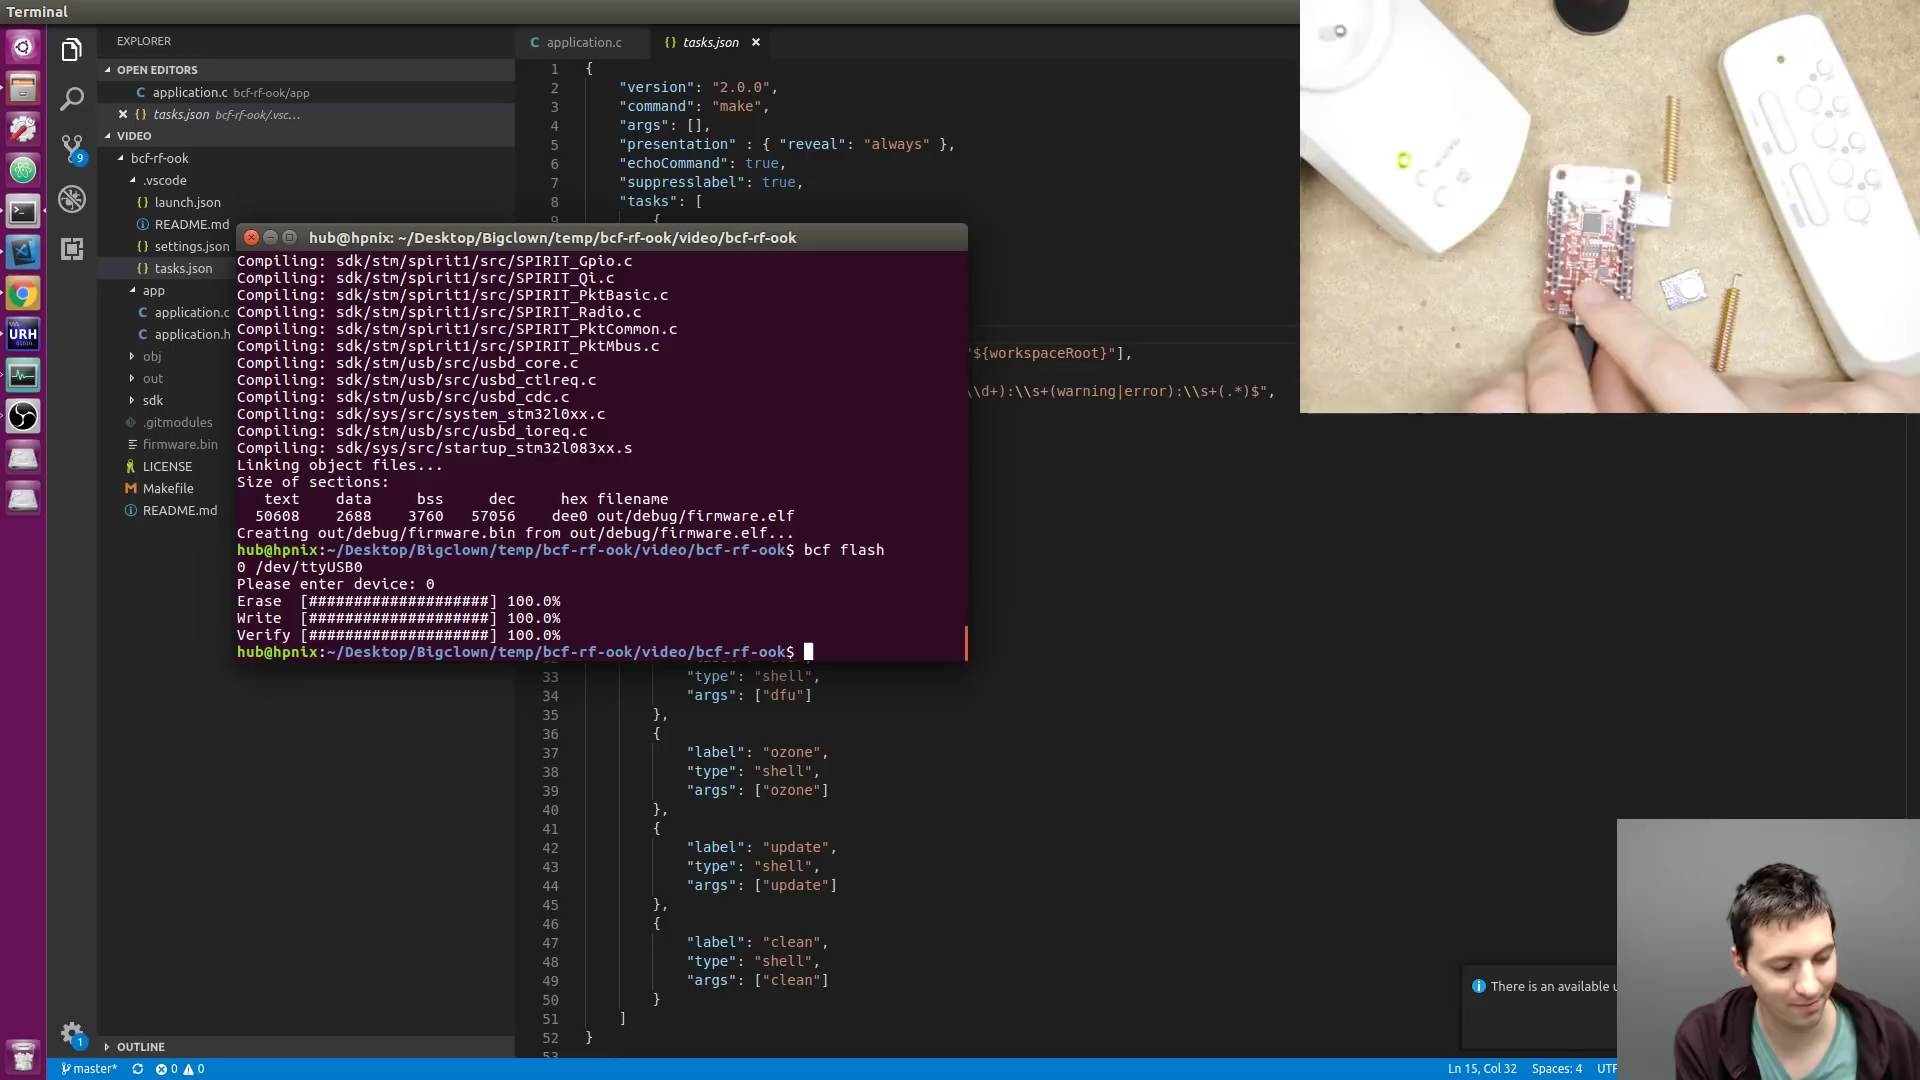 Terminal
EXPLORER
OPEN EDITORS
C application.c bcf-rf-ook/app
{} tasks.json bcf-rf-ook/.vsc...
VIDEO
bcf-rf-ook
.vscode
launch.json
README.md
settings.json
{} tasks.json
app
C application.c
C application.h
obj
out
sdk
.gitmodules
firmware.bin
LICENSE
M Makefile
README.md
OUTLINE
9
URH
1
C application.c
{} tasks.json
1 {
2 "version": "2.0.0",
3 "command": "make",
4 "args": [],
5 "presentation" : { "reveal": "always" },
6 "echoCommand": true,
7 "suppresslabel": true,
8 "tasks": [
9 {
"${workspaceRoot}"],
\\d+):\\s+(warning|error):\\s+(.*)$",
hub@hpnix: ~/Desktop/Bigclown/temp/bcf-rf-ook/video/bcf-rf-ook
Compiling: sdk/stm/spirit1/src/SPIRIT_Gpio.c
Compiling: sdk/stm/spirit1/src/SPIRIT_Qi.c
Compiling: sdk/stm/spirit1/src/SPIRIT_PktBasic.c
Compiling: sdk/stm/spirit1/src/SPIRIT_Radio.c
Compiling: sdk/stm/spirit1/src/SPIRIT_PktCommon.c
Compiling: sdk/stm/spirit1/src/SPIRIT_PktMbus.c
Compiling: sdk/stm/usb/src/usbd_core.c
Compiling: sdk/stm/usb/src/usbd_ctlreq.c
Compiling: sdk/stm/usb/src/usbd_cdc.c
Compiling: sdk/sys/src/system_stm32l0xx.c
Compiling: sdk/stm/usb/src/usbd_ioreq.c
Compiling: sdk/sys/src/startup_stm32l083xx.s
Linking object files...
Size of sections:
text data bss dec hex filename
50608 2688 3760 57056 dee0 out/debug/firmware.elf
Creating out/debug/firmware.bin from out/debug/firmware.elf...
hub@hpnix:~/Desktop/Bigclown/temp/bcf-rf-ook/video/bcf-rf-ook$ bcf flash
0 /dev/ttyUSB0
Please enter device: 0
Erase [####################] 100.0%
Write [####################] 100.0%
Verify [####################] 100.0%
hub@hpnix:~/Desktop/Bigclown/temp/bcf-rf-ook/video/bcf-rf-ook$
33 "type": "shell",
34 "args": ["dfu"]
35 },
36 {
37 "label": "ozone",
38 "type": "shell",
39 "args": ["ozone"]
40 },
41 {
42 "label": "update",
43 "type": "shell",
44 "args": ["update"]
45 },
46 {
47 "label": "clean",
48 "type": "shell",
49 "args": ["clean"]
50 }
51 ]
52 }
53
There is an available
master* 0 0
Ln 15, Col 32 Spaces: 4 UTF